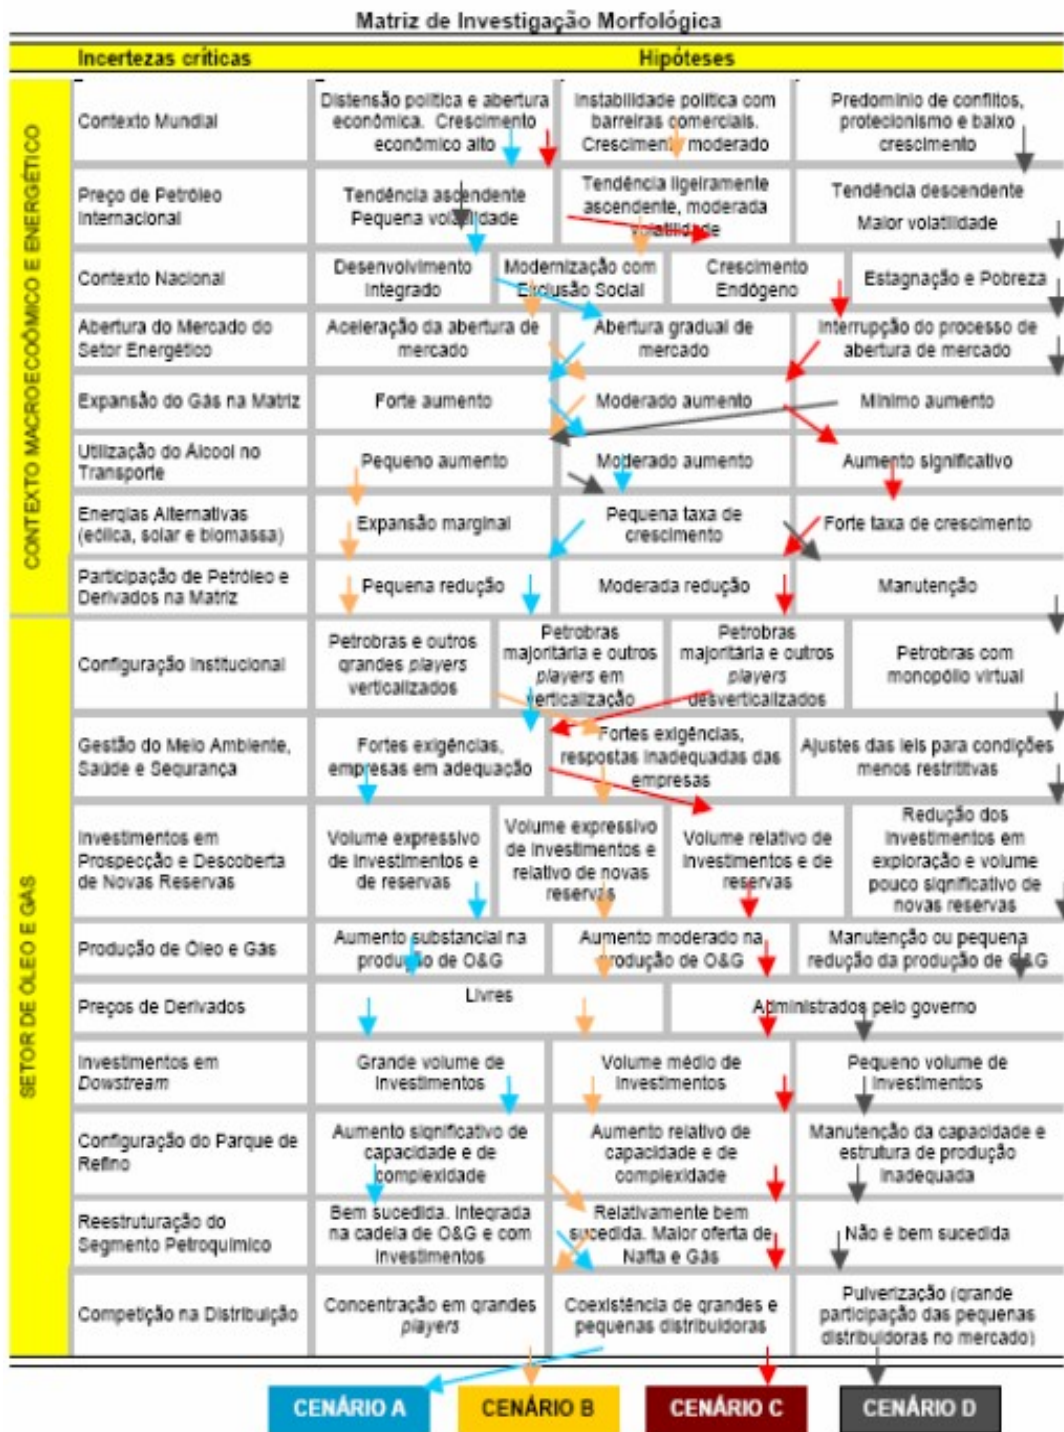 Matriz de Investigação Morfológica
Incertezas críticas
Hipóteses
CONTEXTO MACROECOÔMICO E ENERGÉTICO
Contexto Mundial
Distensão política e abertura
econômica. Crescimento
econômico alto
Instabilidade política com
barreiras comerciais.
Crescimento moderado
Predomínio de conflitos,
protecionismo e baixo
crescimento
Preço de Petróleo
Internacional
Tendência ascendente
Pequena volatilidade
Tendência ligeiramente
ascendente, moderada
volatilidade
Tendência descendente
Maior volatilidade
Contexto Nacional
Desenvolvimento
Integrado
Modernização com
Exclusão Social
Crescimento
Endógeno
Estagnação e Pobreza
Abertura do Mercado do
Setor Energético
Aceleração da abertura de
mercado
Abertura gradual de
mercado
Interrupção do processo de
abertura de mercado
Expansão do Gás na Matriz
Forte aumento
Moderado aumento
Mínimo aumento
Utilização do Álcool no
Transporte
Pequeno aumento
Moderado aumento
Aumento significativo
Energias Alternativas
(eólica, solar e biomassa)
Expansão marginal
Pequena taxa de
crescimento
Forte taxa de crescimento
Participação de Petróleo e
Derivados na Matriz
Pequena redução
Moderada redução
Manutenção
SETOR DE ÓLEO E GÁS
Configuração Institucional
Petrobras e outros
grandes players
verticalizados
Petrobras
majoritária e outros
players em
verticalização
Petrobras
majoritária e outros
players
desverticalizados
Petrobras com
monopólio virtual
Gestão do Meio Ambiente,
Saúde e Segurança
Fortes exigências,
empresas em adequação
Fortes exigências,
respostas inadequadas das
empresas
Ajustes das leis para condições
menos restrititvas
Investimentos em
Prospecção e Descoberta
de Novas Reservas
Volume expressivo
de investimentos e
de reservas
Volume expressivo
de investimentos e
relativo de novas
reservas
Volume relativo de
investimentos e de
reservas
Redução dos
investimentos em
exploração e volume
pouco significativo de
novas reservas
Produção de Óleo e Gás
Aumento substancial na
produção de O&G
Aumento moderado na
produção de O&G
Manutenção ou pequena
redução da produção de O&G
Preços de Derivados
Livres
Administrados pelo governo
Investimentos em
Dowstream
Grande volume de
investimentos
Volume médio de
investimentos
Pequeno volume de
investimentos
Configuração do Parque de
Refino
Aumento significativo de
capacidade e de
complexidade
Aumento relativo de
capacidade e de
complexidade
Manutenção da capacidade e
estrutura de produção
inadequada
Reestruturação do
Segmento Petroquímico
Bem sucedida. Integrada
na cadeia de O&G e com
investimentos
Relativamente bem
sucedida. Maior oferta de
Nafta e Gás
Não é bem sucedida
Competição na Distribuição
Concentração em grandes
players
Coexistência de grandes e
pequenas distribuidoras
Pulverização (grande
participação das pequenas
distribuidoras no mercado)
CENÁRIO A
CENÁRIO B
CENÁRIO C
CENÁRIO D